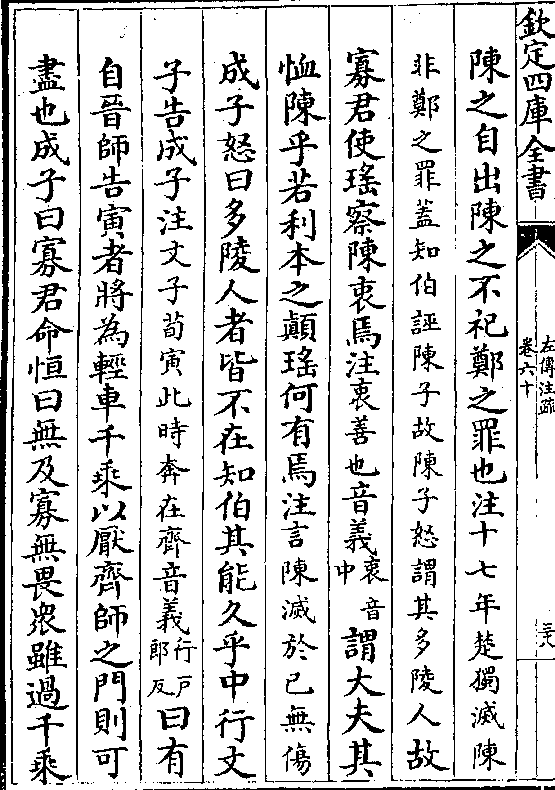 欽定四庫全書
左傳注疏
卷六十
三九
陳之自出陳之不祀鄭之罪也注十七年楚獨滅陳
非鄭之罪蓋知伯誣陳子故陳子怒謂其多陵人故
寡君使瑤察陳衷焉注衷善也音義衷音中謂大夫其
恤陳乎若利本之顛瑤何有焉注言陳滅於己無傷
成子怒曰多陵人者皆不在知伯其能久乎中行文
子告成子注文子荀寅此時奔在齊音義行户郎反曰有
自晉師告寅者將為輕車千乘以厭齊師之門則可
盡也成子曰寡君命恒曰無及寡無畏衆雖過千乘